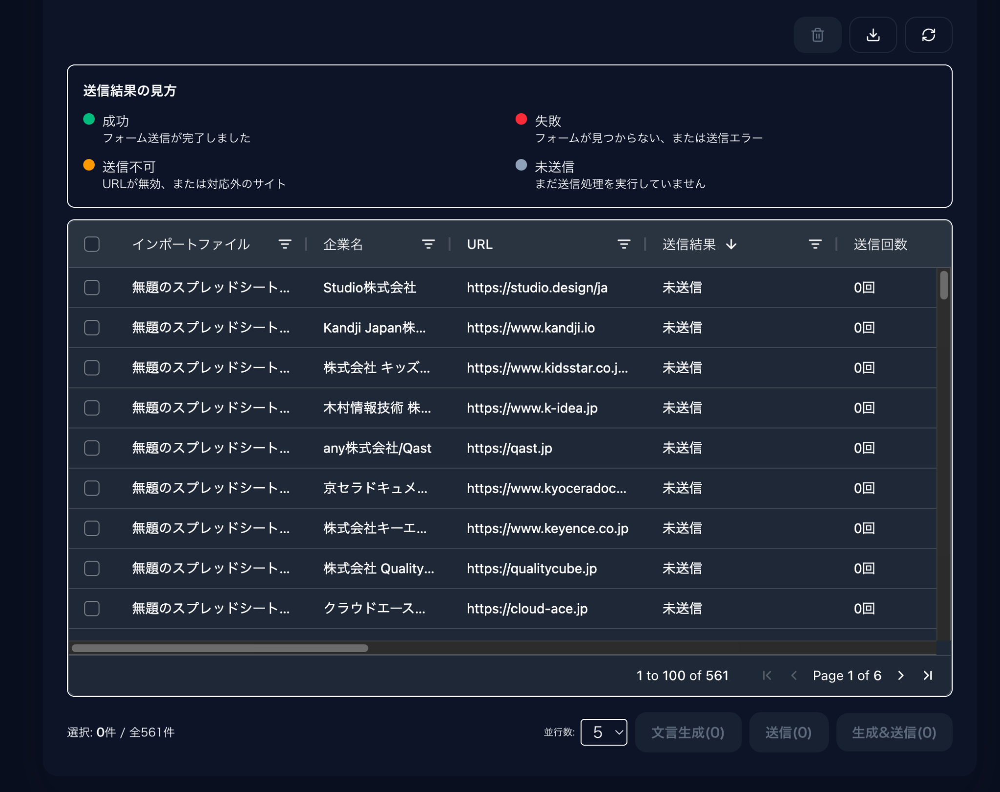 送信結果の見方
成功
フォーム送信が完了しました
失敗
フォームが見つからない、または送信エラー
送信不可
URLが無効、または対応外のサイト
未送信
まだ送信処理を実行していません
インポートファイル 企業名 URL 送信結果 送信回数
無題のスプレッドシート... Studio株式会社 https://studio.design/ja 未送信 0回
無題のスプレッドシート... Kandji Japan株... https://www.kandji.io 未送信 0回
無題のスプレッドシート... 株式会社 キッズ... https://www.kidsstar.co.j... 未送信 0回
無題のスプレッドシート... 木村情報技術 株... https://www.k-idea.jp 未送信 0回
無題のスプレッドシート... any株式会社/Qast https://qast.jp 未送信 0回
無題のスプレッドシート... 京セラドキュメ... https://www.kyoceradoc... 未送信 0回
無題のスプレッドシート... 株式会社キーエ... https://www.keyence.co.jp 未送信 0回
無題のスプレッドシート... 株式会社 Quality... https://qualitycube.jp 未送信 0回
無題のスプレッドシート... クラウドエース... https://cloud-ace.jp 未送信 0回
1 to 100 of 561 Page 1 of 6
選択: 0件 / 全561件 並行数: 5 文言生成(0) 送信(0) 生成&送信(0)